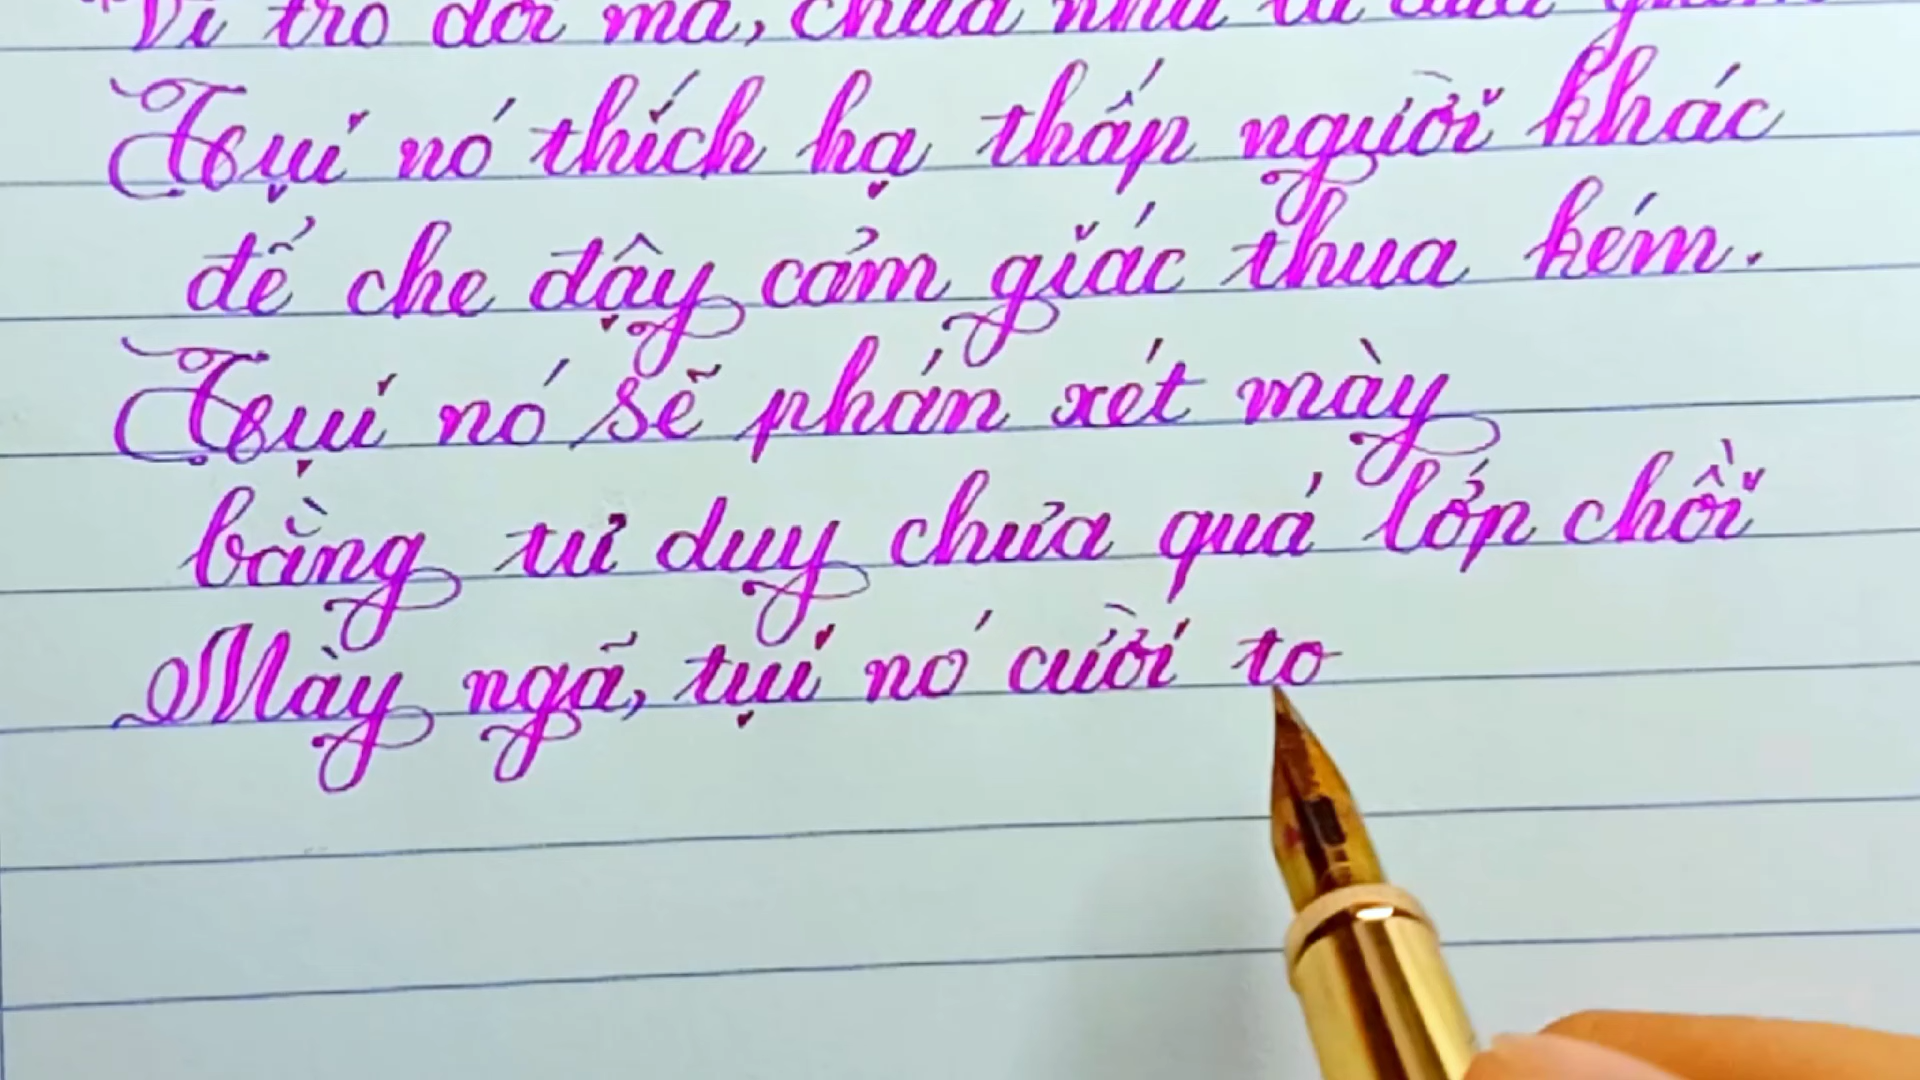 Tụi nó thích hạ thấp người khác
để che đậy cảm giác thua kém.
Tụi nó sẽ phán xét mày
bằng tư duy chưa quá lớp chồi
Mày ngã, tụi nó cười to